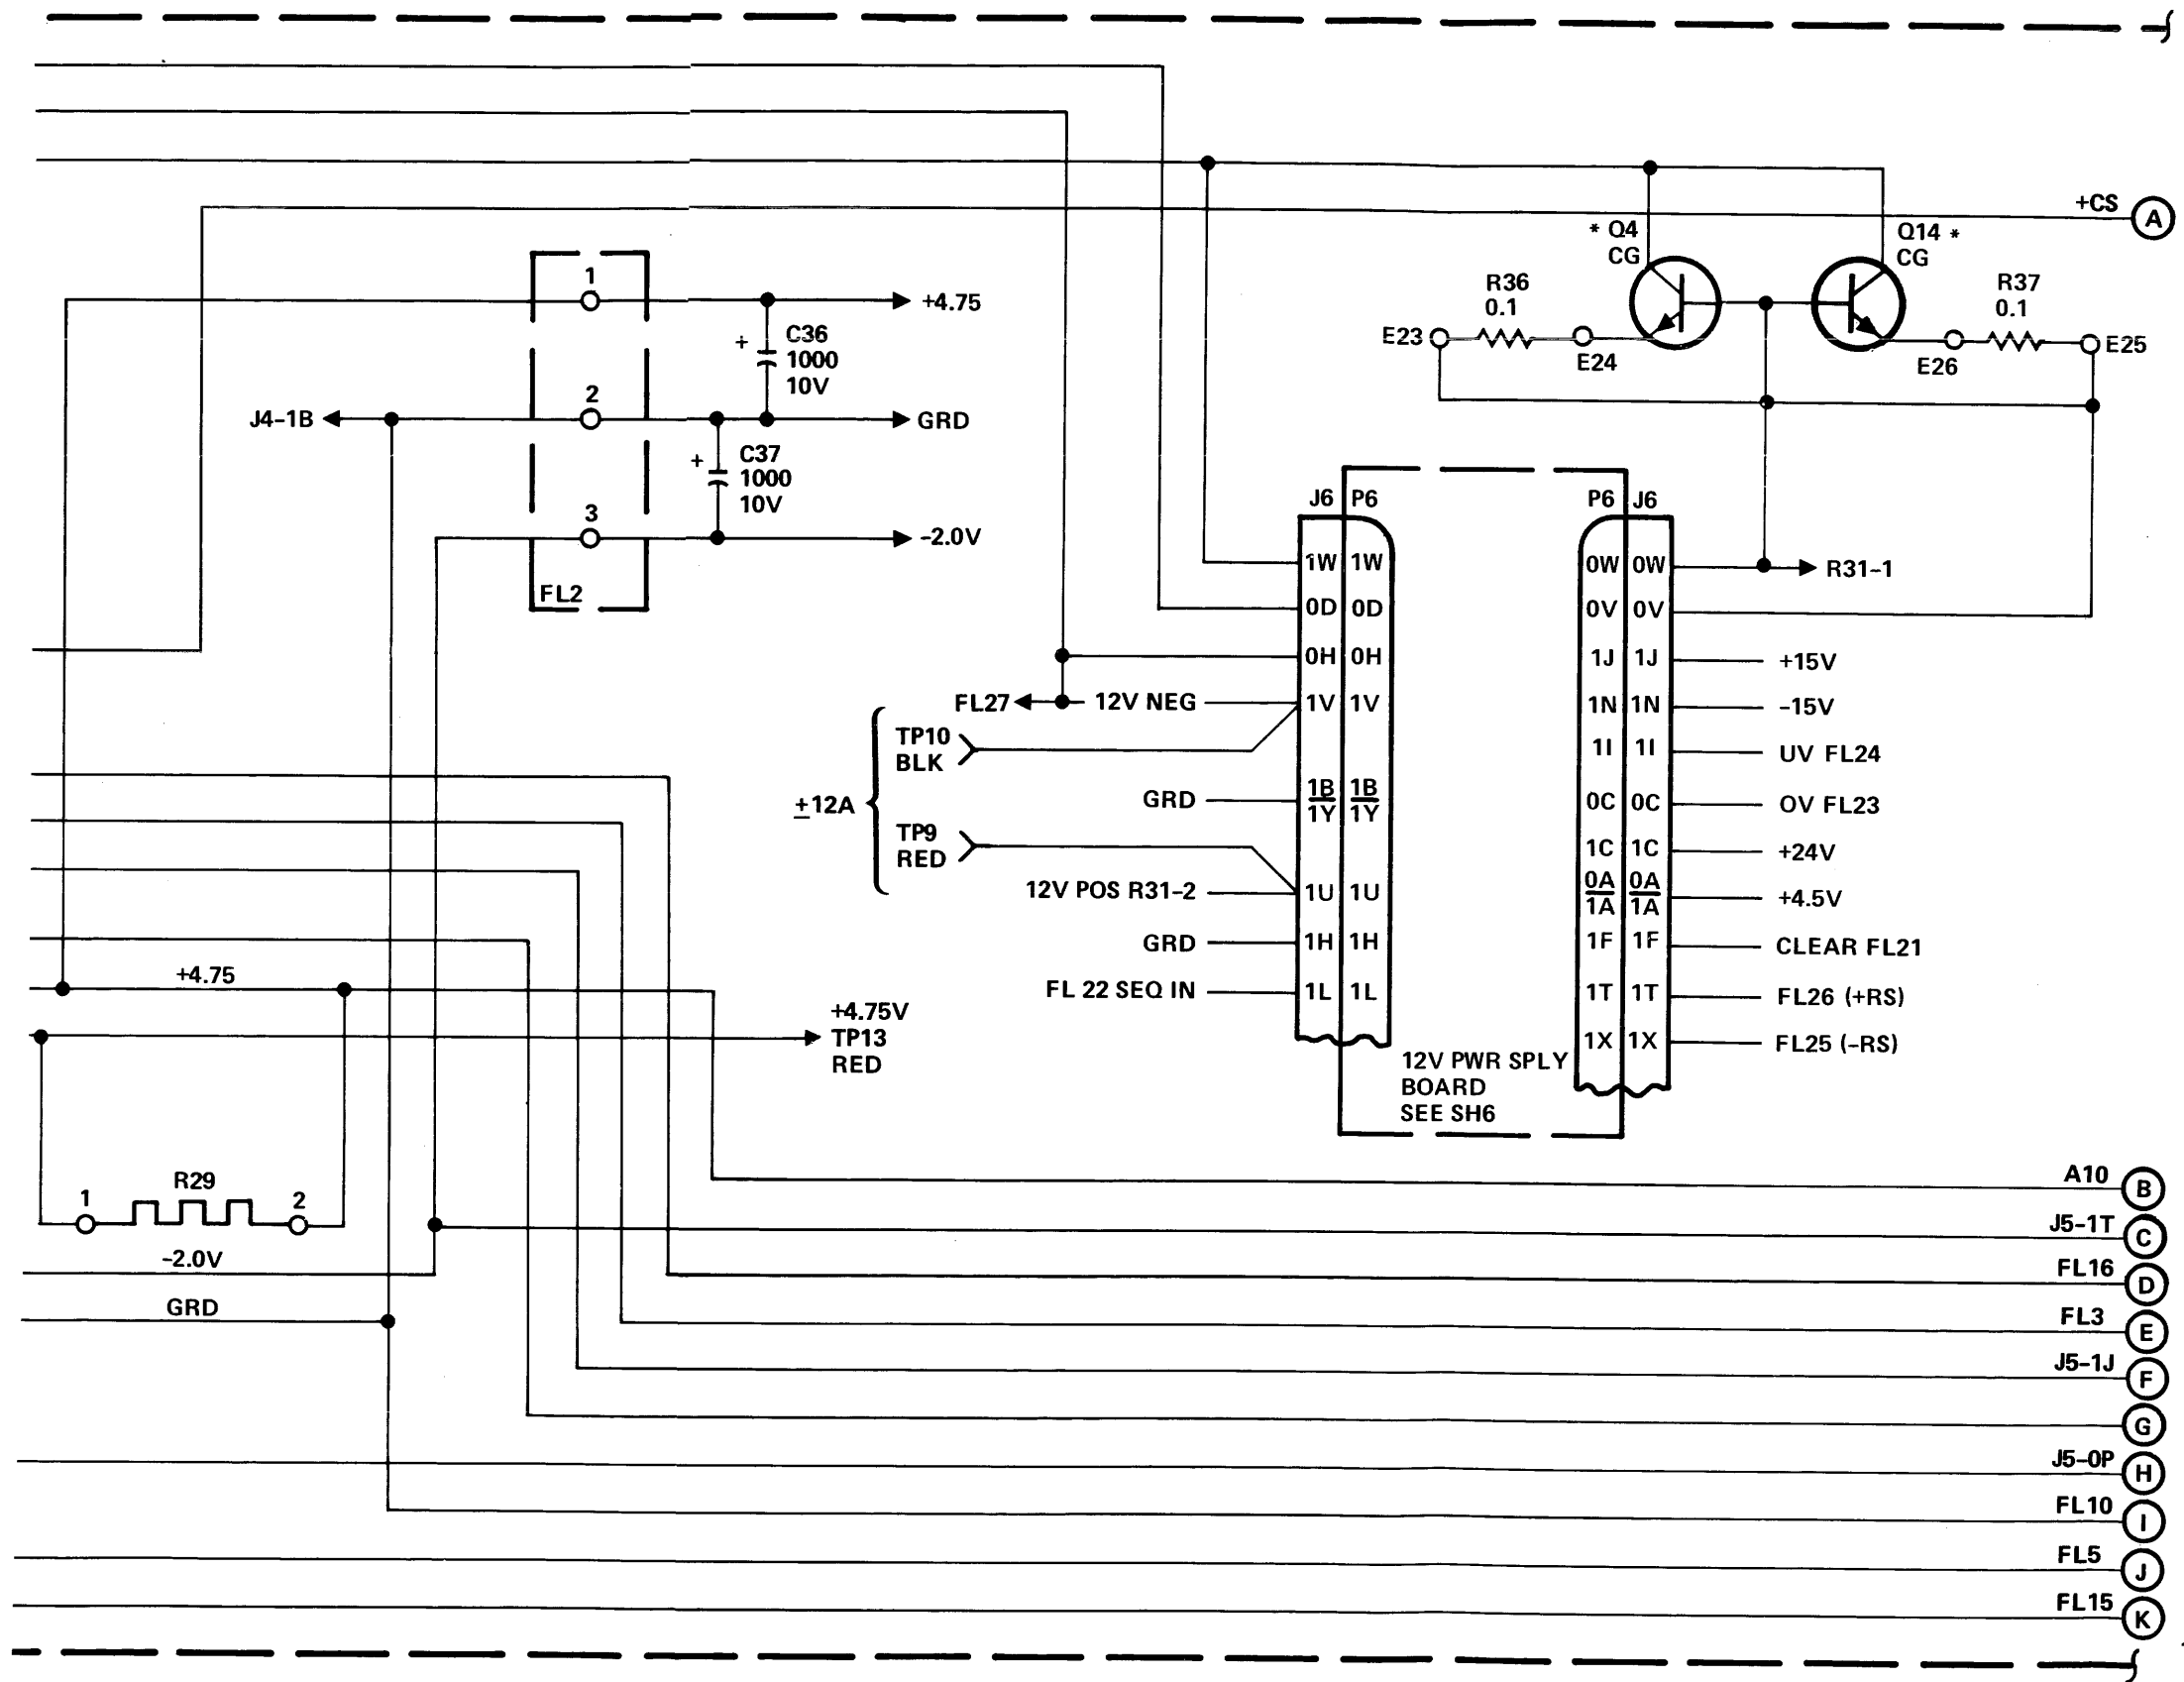 +CS
A
* Q4
CG
Q14 *
CG
R36
0.1
R37
0.1
E23
E24
E26
E25
1
+4.75
+
C36
1000
10V
2
J4-1B
GRD
+
C37
1000
10V
3
-2.0V
FL2
J6 P6
P6 J6
1W 1W
0W 0W
R31-1
0D 0D
0V 0V
0H 0H
1J 1J
+15V
FL27
12V NEG
1V 1V
1N 1N
-15V
TP10
BLK
1I 1I
UV FL24
±12A
GRD
1B 1B
1Y 1Y
0C 0C
OV FL23
TP9
RED
1C 1C
+24V
12V POS R31-2
1U 1U
0A 0A
1A 1A
+4.5V
GRD
1H 1H
1F 1F
CLEAR FL21
FL 22 SEQ IN
1L 1L
1T 1T
FL26 (+RS)
1X 1X
FL25 (-RS)
12V PWR SPLY
BOARD
SEE SH6
+4.75
+4.75V
TP13
RED
R29
1
2
-2.0V
GRD
A10
B
J5-1T
C
FL16
D
FL3
E
J5-1J
F
G
J5-0P
H
FL10
I
FL5
J
FL15
K